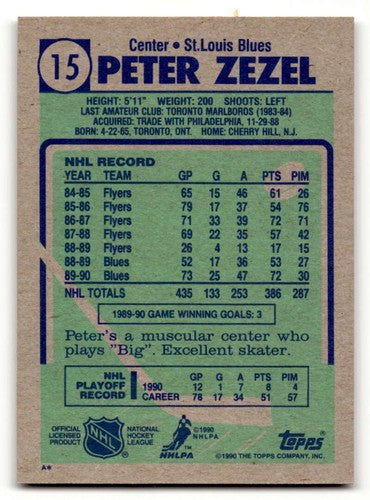 15
Center • St.Louis Blues
PETER ZEZEL
HEIGHT: 5'11" WEIGHT: 200 SHOOTS: LEFT
LAST AMATEUR CLUB: TORONTO MARLBOROS (1983-84)
ACQUIRED: TRADE WITH PHILADELPHIA, 11-29-88
BORN: 4-22-65, TORONTO, ONT. HOME: CHERRY HILL, N.J.
NHL RECORD
YEAR TEAM GP G A PTS PIM
84-85 Flyers 65 15 46 61 26
85-86 Flyers 79 17 37 54 76
86-87 Flyers 71 33 39 72 71
87-88 Flyers 69 22 35 57 42
88-89 Flyers 26 4 13 17 15
88-89 Blues 52 17 36 53 27
89-90 Blues 73 25 47 72 30
NHL TOTALS 435 133 253 386 287
1989-90 GAME WINNING GOALS: 3
Peter's a muscular center who
plays "Big". Excellent skater.
NHL PLAYOFF RECORD
GP G A PTS PIM
1990 12 1 7 8 4
CAREER 78 17 34 51 57
OFFICIAL LICENSED PRODUCT
NHL
NATIONAL HOCKEY LEAGUE
©1990 NHLPA
NHLPA
Topps
©1990 THE TOPPS COMPANY, INC.
A*